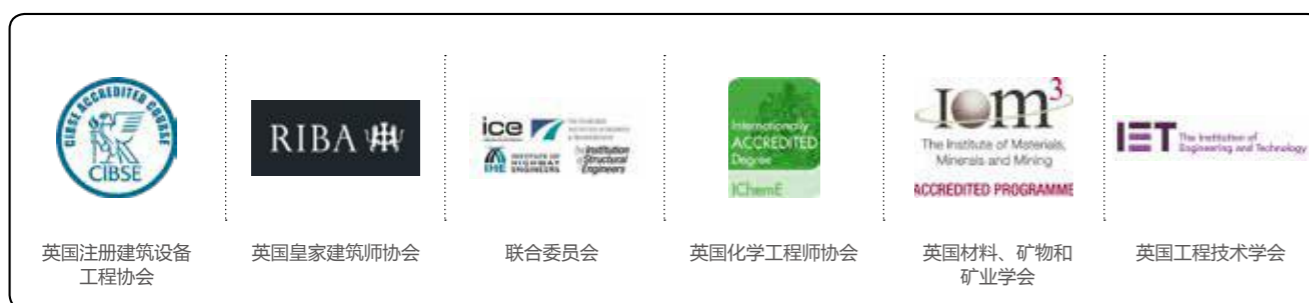 CIBSE ACCREDITED COURSE
CIBSE
RIBA
ice
INSTITUTE OF
HIGHWAY
ENGINEERS
IHE
The Institution
of Structural
Engineers
Internationally
ACCREDITED
Degree
IChemE
IOM3
The Institute of Materials,
Minerals and Mining
ACCREDITED PROGRAMME
IET
The Institution of
Engineering and Technology
英国注册建筑设备
工程协会
英国皇家建筑师协会
联合委员会
英国化学工程师协会
英国材料、矿物和
矿业学会
英国工程技术学会